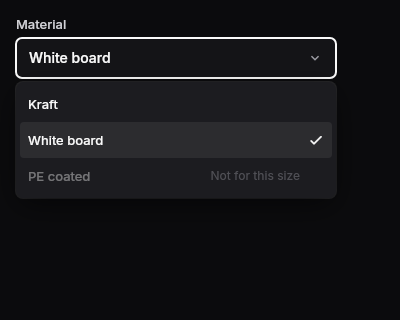 Material
White board
Kraft
White board
PE coated Not for this size